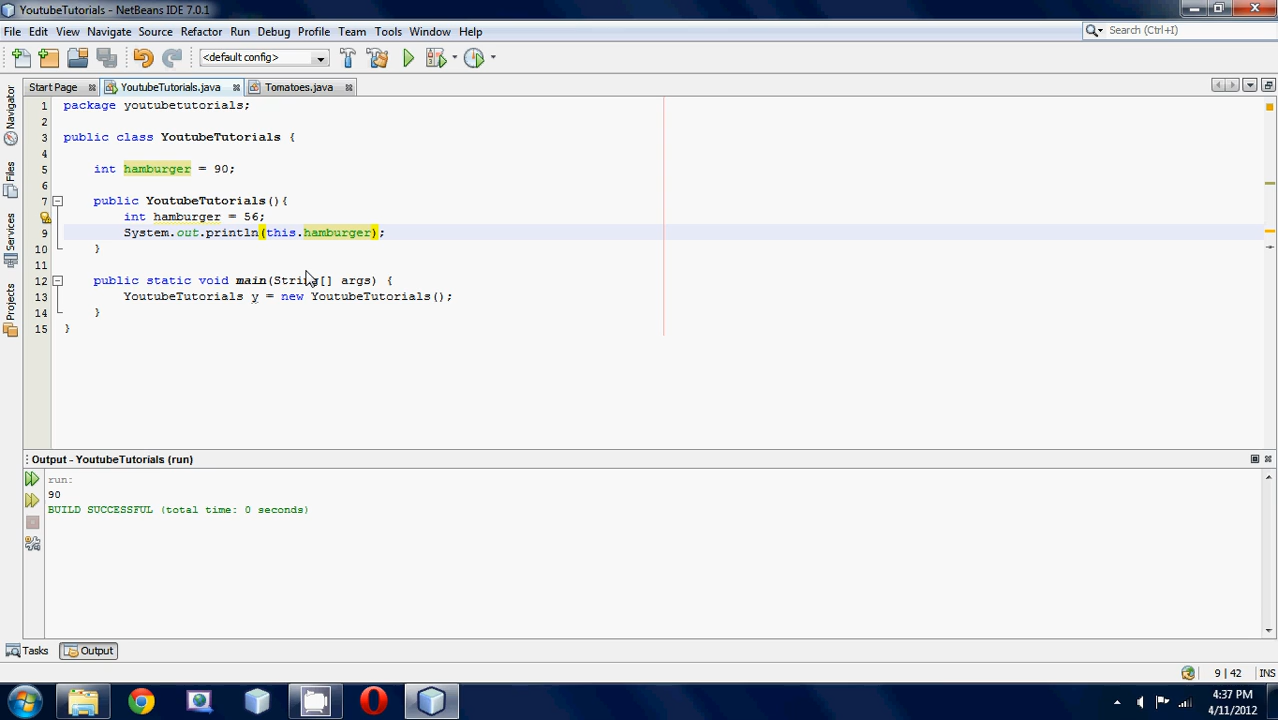 YoutubeTutorials - NetBeans IDE 7.0.1
File Edit View Navigate Source Refactor Run Debug Profile Team Tools Window Help
Search (Ctrl+I)
<default config>
Start Page YoutubeTutorials.java Tomatoes.java
Navigator
Files
Services
Projects
1 package youtubetutorials;
2
3 public class YoutubeTutorials {
4
5 int hamburger = 90;
6
7 public YoutubeTutorials(){
int hamburger = 56;
9 System.out.println(this.hamburger);
10 }
11
12 public static void main(String[] args) {
13 YoutubeTutorials y = new YoutubeTutorials();
14 }
15 }
Output - YoutubeTutorials (run)
run:
90
BUILD SUCCESSFUL (total time: 0 seconds)
Tasks Output
9 | 42 INS
4:37 PM
4/11/2012